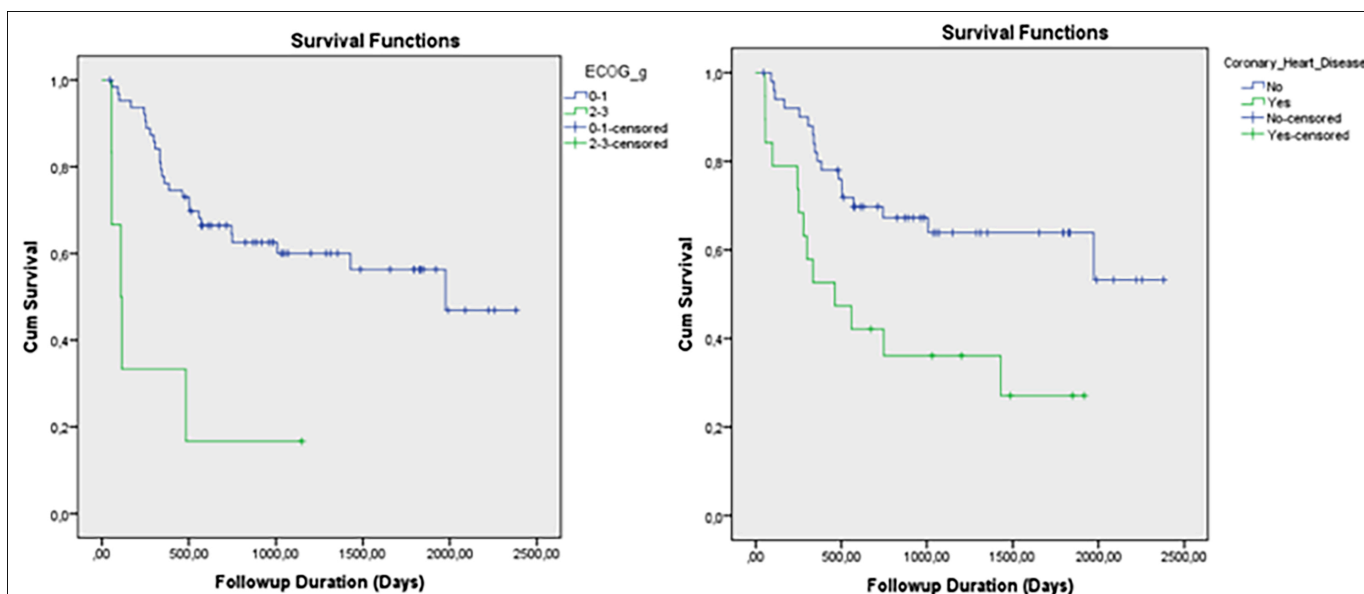 Survival Functions
ECOG_g
0-1
2-3
0-1-censored
2-3-censored
1,0
0,8
0,6
0,4
0,2
0,0
Cum Survival
,00 500,00 1000,00 1500,00 2000,00 2500,00
Followup Duration (Days)
Survival Functions
Coronary_Heart_Disease
No
Yes
No-censored
Yes-censored
1,0
0,8
0,6
0,4
0,2
0,0
Cum Survival
,00 500,00 1000,00 1500,00 2000,00 2500,00
Followup Duration (Days)